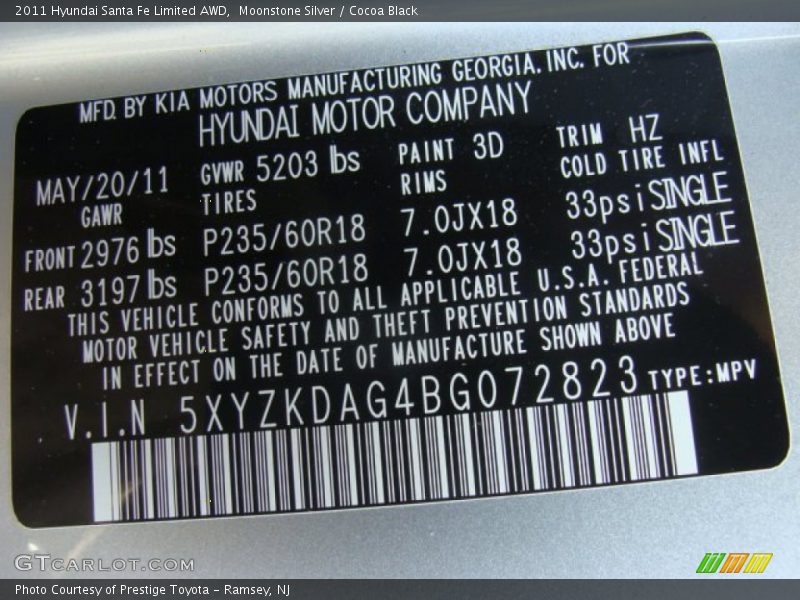 2011 Hyundai Santa Fe Limited AWD, Moonstone Silver / Cocoa Black
MFD. BY KIA MOTORS MANUFACTURING GEORGIA. INC. FOR
HYUNDAI MOTOR COMPANY
MAY/20/11 GVWR 5203 lbs PAINT 3D TRIM HZ
GAWR TIRES RIMS COLD TIRE INFL
FRONT 2976 lbs P235/60R18 7.0JX18 33psi SINGLE
REAR 3197 lbs P235/60R18 7.0JX18 33psi SINGLE
THIS VEHICLE CONFORMS TO ALL APPLICABLE U.S.A. FEDERAL
MOTOR VEHICLE SAFETY AND THEFT PREVENTION STANDARDS
IN EFFECT ON THE DATE OF MANUFACTURE SHOWN ABOVE
V.I.N 5XYZKDAG4BG072823 TYPE:MPV
GTCARLOT.COM
Photo Courtesy of Prestige Toyota – Ramsey, NJ